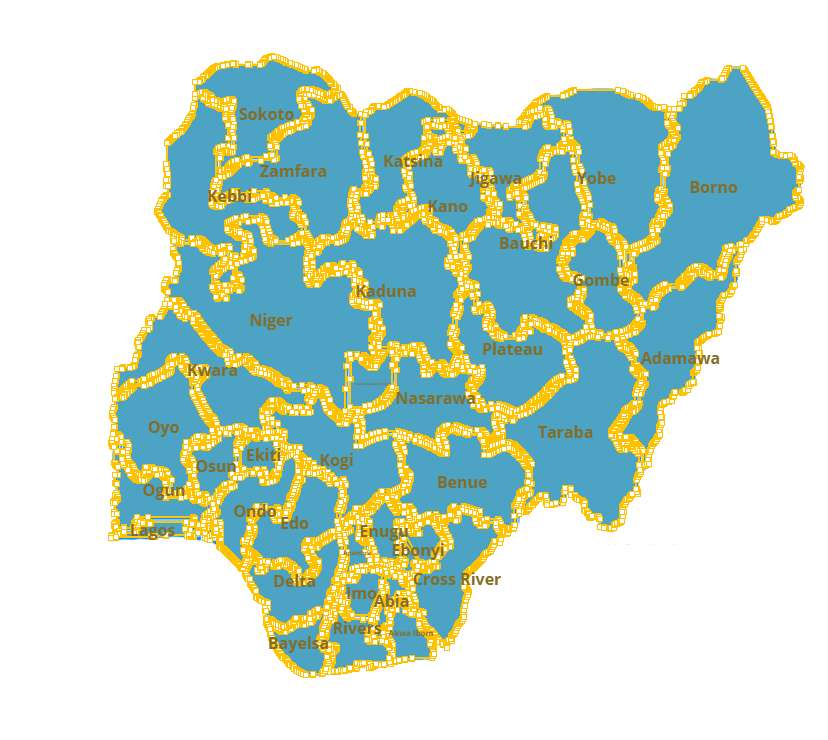 Sokoto
Katsina
Zamfara
Jigawa
Yobe
Borno
Kebbi
Kano
Bauchi
Gombe
Kaduna
Niger
Plateau
Adamawa
Kwara
Nasarawa
Oyo
Taraba
Ekiti
Kogi
Osun
Benue
Ogun
Ondo
Edo
Lagos
Enugu
Ebonyi
Delta
Cross River
Imo
Abia
Rivers
Akwa Ibom
Bayelsa